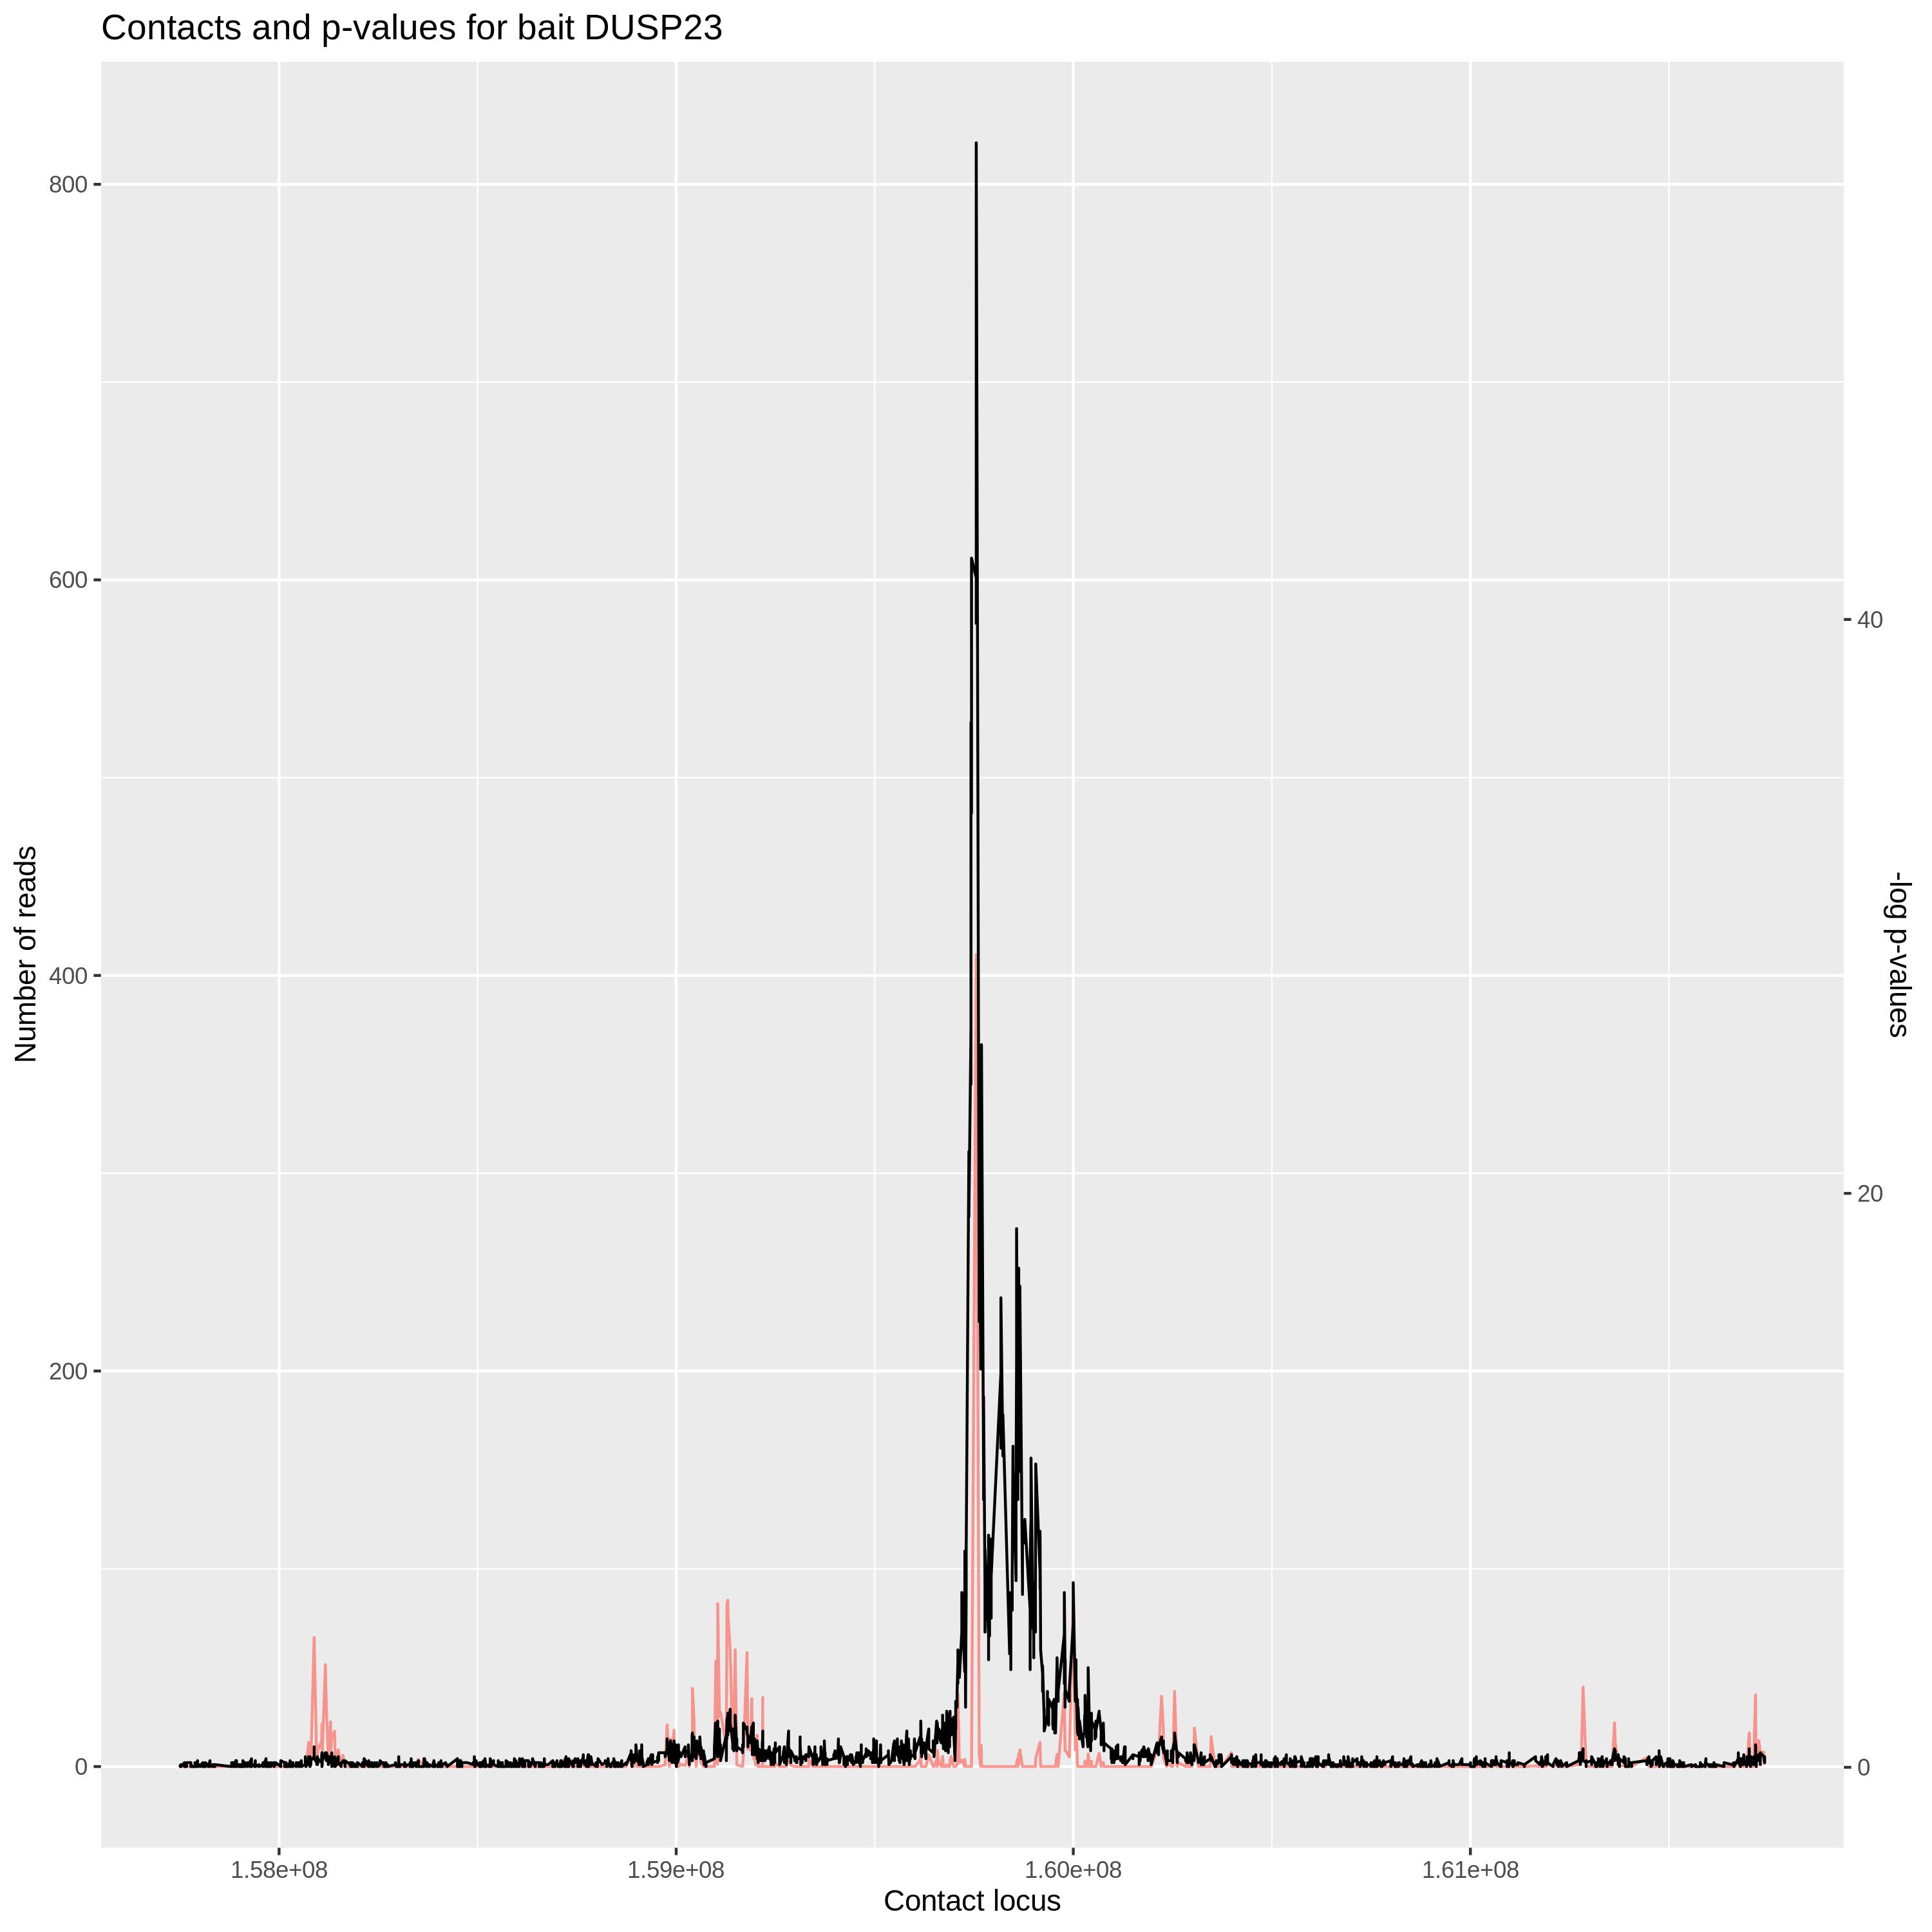 Contacts and p-values for bait DUSP23
800
600
400
200
0
40
20
0
Number of reads
-log p-values
1.58e+08
1.59e+08
1.60e+08
1.61e+08
Contact locus